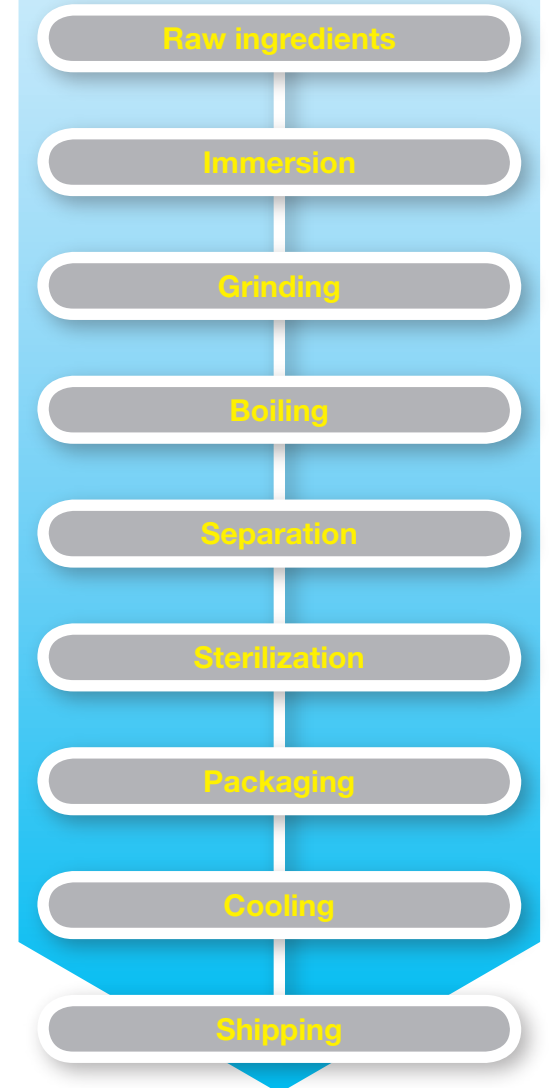 Raw ingredients
Immersion
Grinding
Boiling
Separation
Sterilization
Packaging
Cooling
Shipping